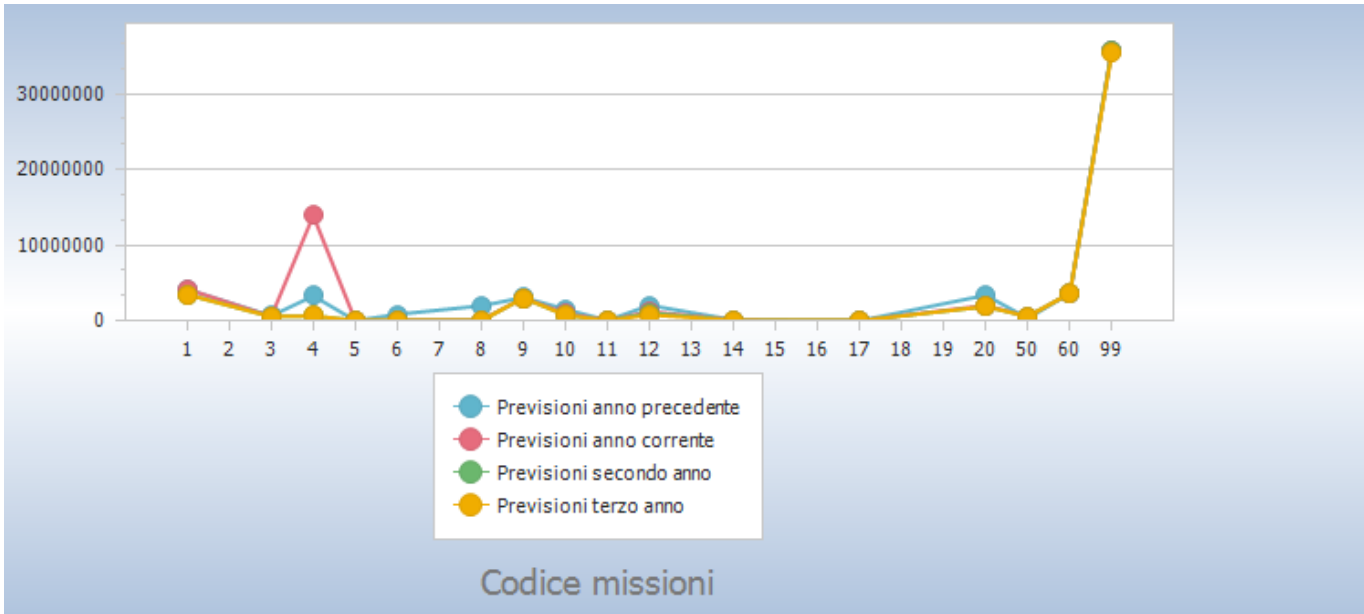 30000000
20000000
10000000
0
1 2 3 4 5 6 7 8 9 10 11 12 13 14 15 16 17 18 19 20 50 60 99
Previsioni anno precedente
Previsioni anno corrente
Previsioni secondo anno
Previsioni terzo anno
Codice missioni